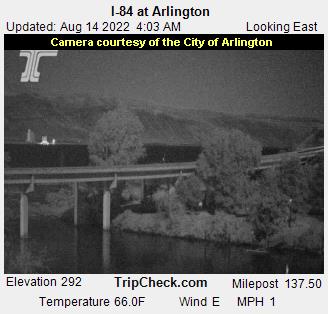 I-84 at Arlington
Updated: Aug 14 2022 4:03 AM Looking East
Camera courtesy of the City of Arlington
Elevation 292 TripCheck.com Milepost 137.50
Temperature 66.0F Wind E MPH 1